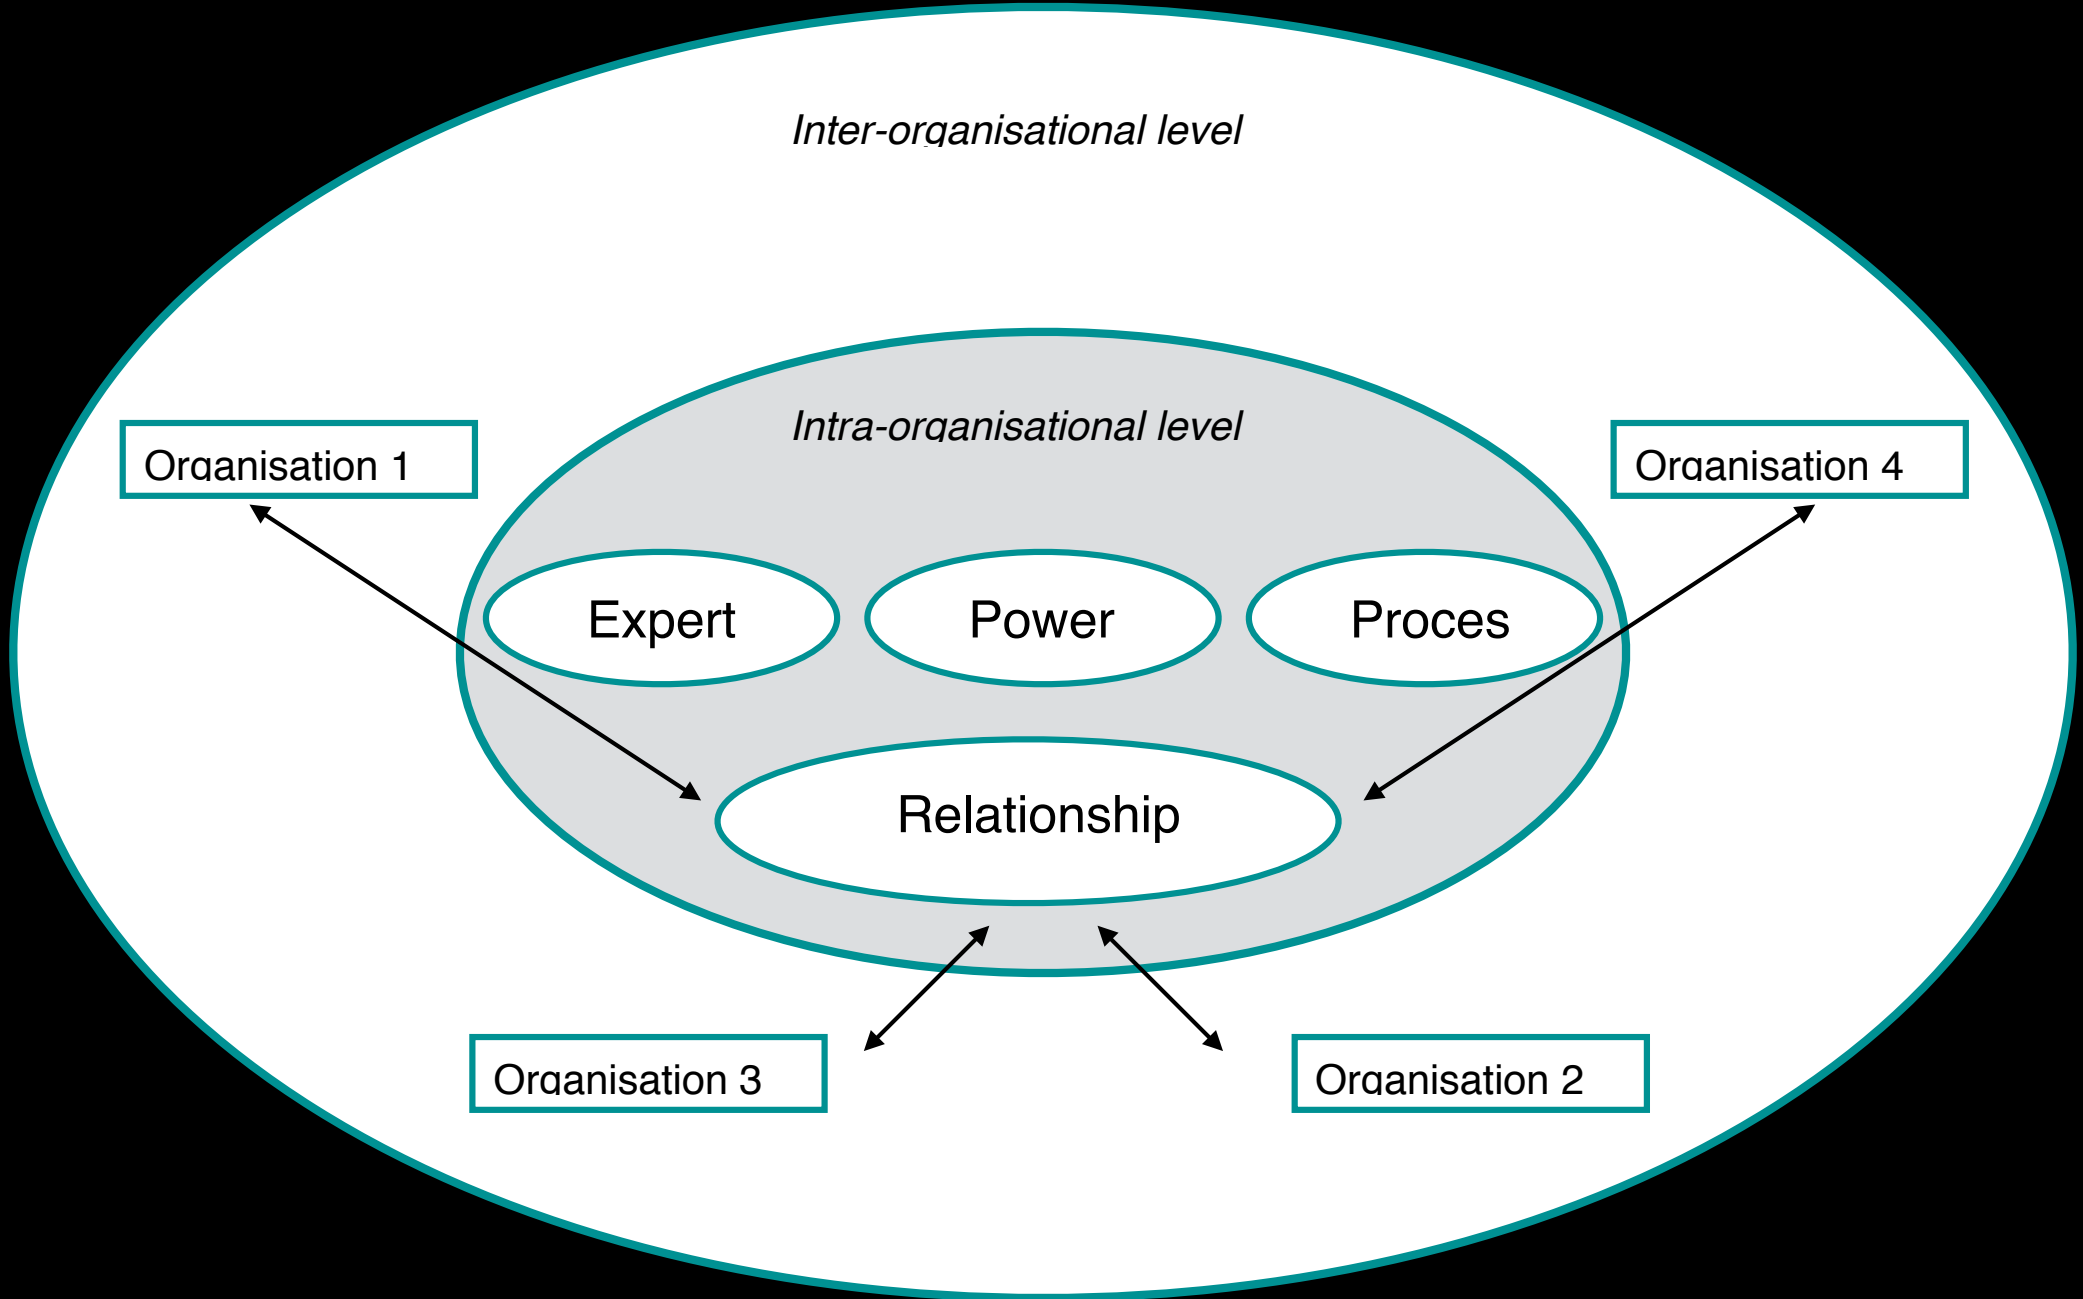 Inter-organisational level
Intra-organisational level
Organisation 1
Organisation 4
Expert
Power
Proces
Relationship
Organisation 3
Organisation 2